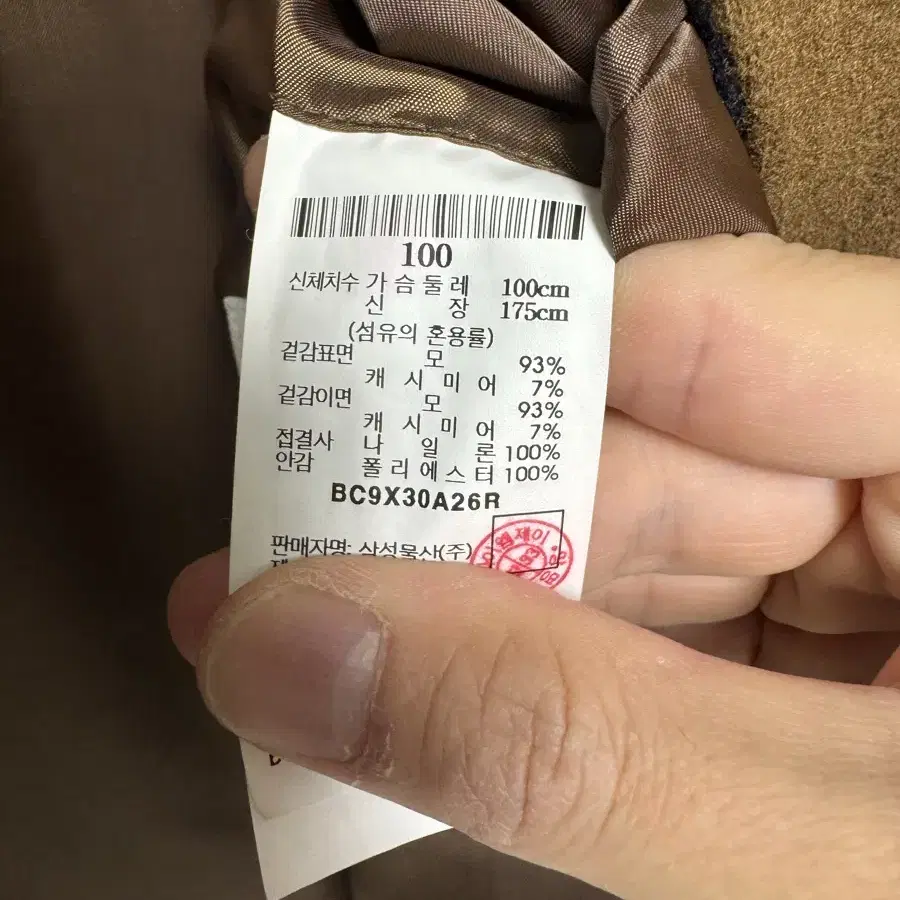 100
신체치수 가슴둘레 100cm
신장 175cm
(섬유의 혼용률)
겉감표면 모 93%
캐시미어 7%
겉감이면 모 93%
캐시미어 7%
접결사 나일론 100%
안감 폴리에스터 100%
BC9X30A26R
판매자명: 삼성물산(주)